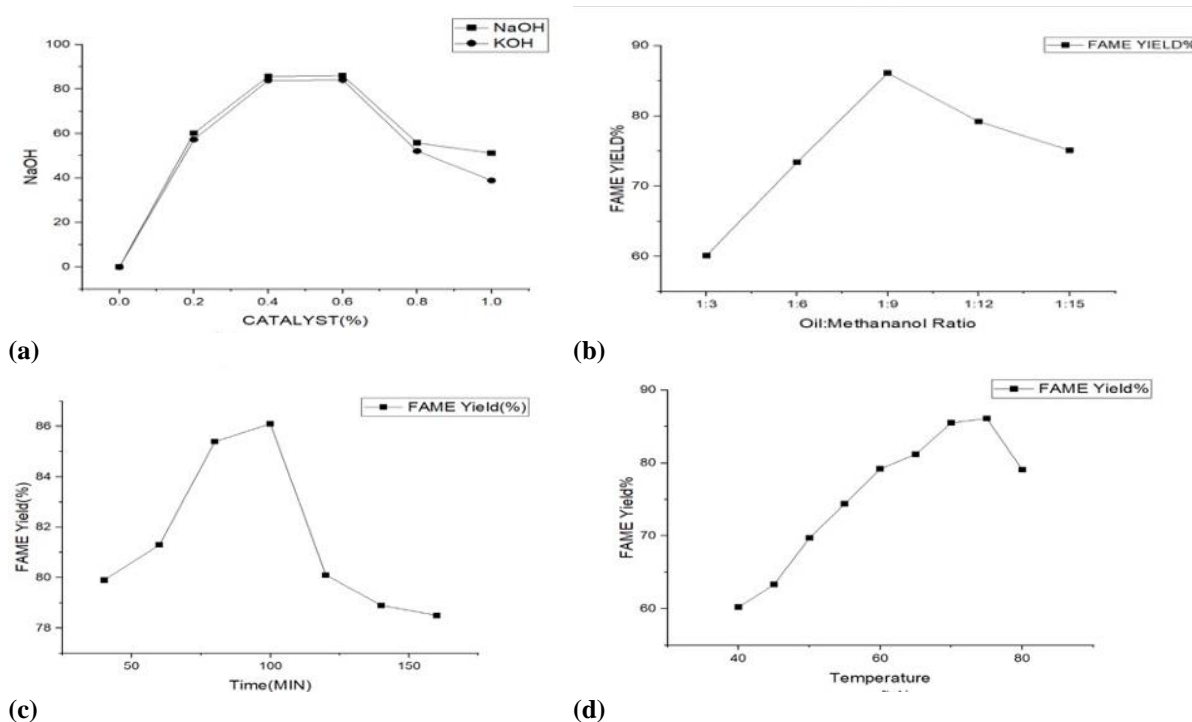 NaOH
KOH
100
80
60
40
20
0
NaOH
0.0 0.2 0.4 0.6 0.8 1.0
CATALYST(%)
(a)
FAME YIELD%
90
80
70
60
FAME YIELD%
1:3 1:6 1:9 1:12 1:15
Oil:Methananol Ratio
(b)
FAME Yield(%)
86
84
82
80
78
FAME Yield(%)
50 100 150
Time(MIN)
(c)
FAME Yield%
90
80
70
60
FAME Yield%
40 60 80
Temperature
(d)